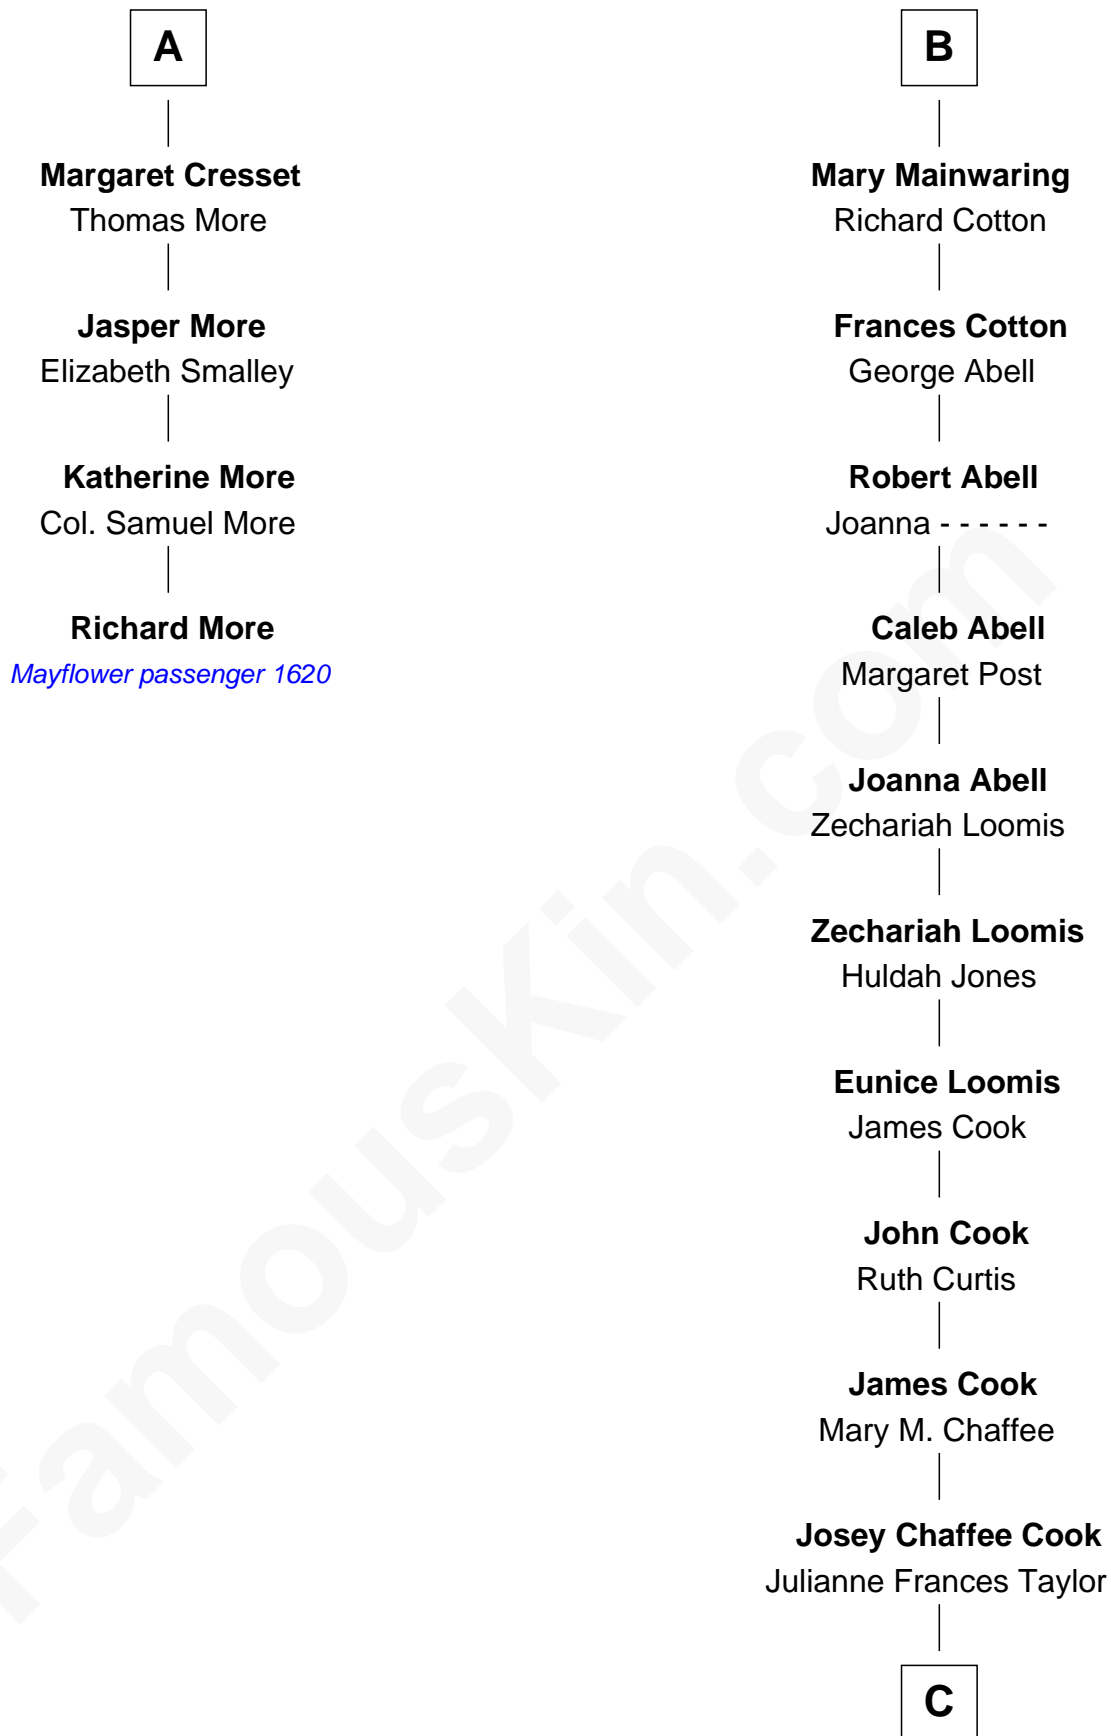 A
Margaret Cresset
Thomas More
Jasper More
Elizabeth Smalley
Katherine More
Col. Samuel More
Richard More
Mayflower passenger 1620
B
Mary Mainwaring
Richard Cotton
Frances Cotton
George Abell
Robert Abell
Joanna - - - - - -
Caleb Abell
Margaret Post
Joanna Abell
Zechariah Loomis
Zechariah Loomis
Huldah Jones
Eunice Loomis
James Cook
John Cook
Ruth Curtis
James Cook
Mary M. Chaffee
Josey Chaffee Cook
Julianne Frances Taylor
C
FamousKin.com